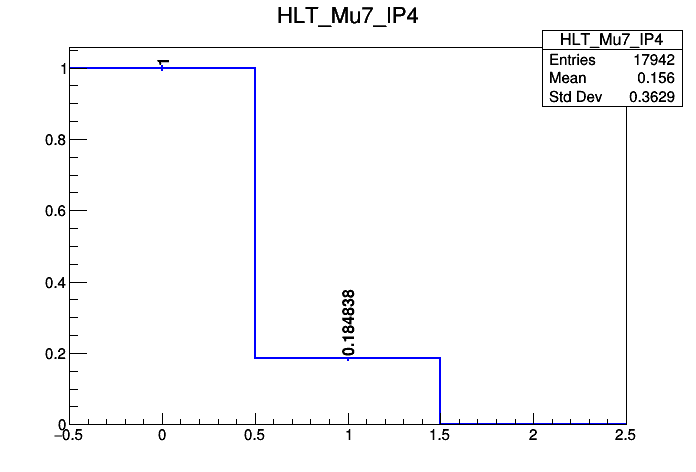 HLT_Mu7_IP4
HLT_Mu7_IP4
Entries 17942
Mean 0.156
Std Dev 0.3629
1
0.8
0.6
0.4
0.2
0
1
0.184838
−0.5 0 0.5 1 1.5 2 2.5